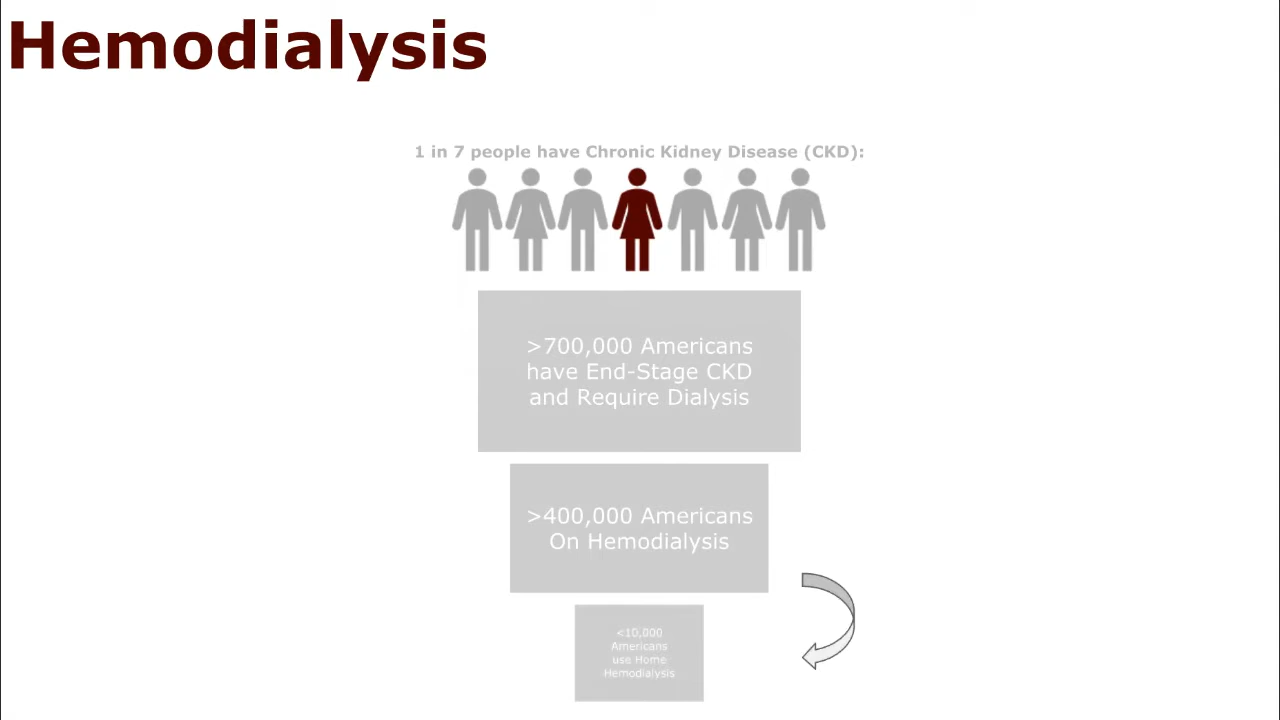 Hemodialysis
1 in 7 people have Chronic Kidney Disease (CKD):
>700,000 Americans
have End-Stage CKD
and Require Dialysis
>400,000 Americans
On Hemodialysis
<10,000
Americans
use Home
Hemodialysis